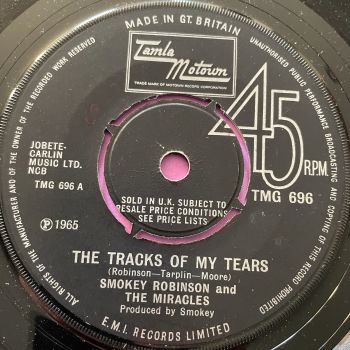 MADE IN GT. BRITAIN
Tamla
Motown
TRADE MARK OF MOTOWN RECORD CORPORATION
ALL RIGHTS OF THE MANUFACTURER AND OF THE OWNER OF THE RECORDED WORK RESERVED
UNAUTHORISED PUBLIC PERFORMANCE BROADCASTING AND COPYING OF THIS RECORD PROHIBITED
45
R.P.M.
JOBETE-
CARLIN
MUSIC LTD.
NCB
TMG 696 A
TMG 696
SOLD IN U.K. SUBJECT TO
RESALE PRICE CONDITIONS,
SEE PRICE LISTS
℗ 1965
THE TRACKS OF MY TEARS
(Robinson—Tarplin—Moore)
SMOKEY ROBINSON and
THE MIRACLES
Produced by Smokey
E.M.I. RECORDS LIMITED